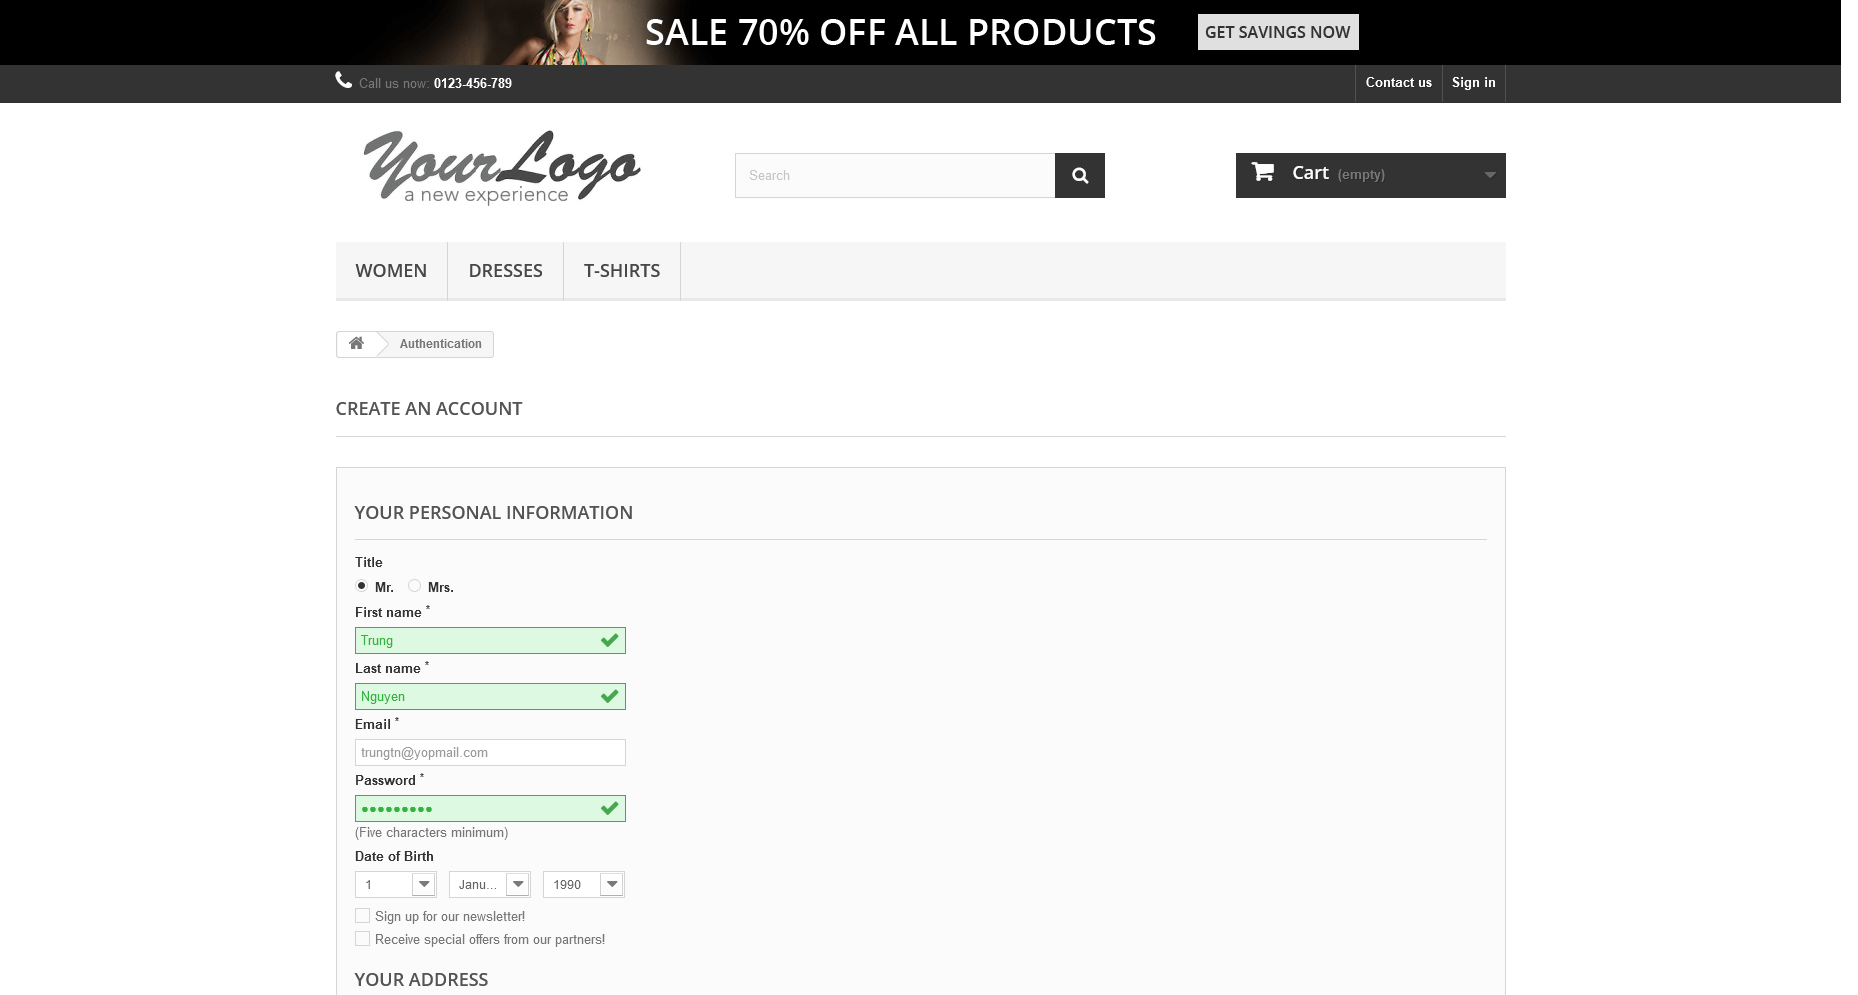 SALE 70% OFF ALL PRODUCTS GET SAVINGS NOW
Call us now: 0123-456-789 Contact us Sign in
YourLogo
a new experience
Search
Cart (empty)
WOMEN DRESSES T-SHIRTS
Authentication
CREATE AN ACCOUNT
YOUR PERSONAL INFORMATION
Title
Mr. Mrs.
First name *
Trung
Last name *
Nguyen
Email *
trungtn@yopmail.com
Password *
•••••••••
(Five characters minimum)
Date of Birth
1 Janu... 1990
Sign up for our newsletter!
Receive special offers from our partners!
YOUR ADDRESS